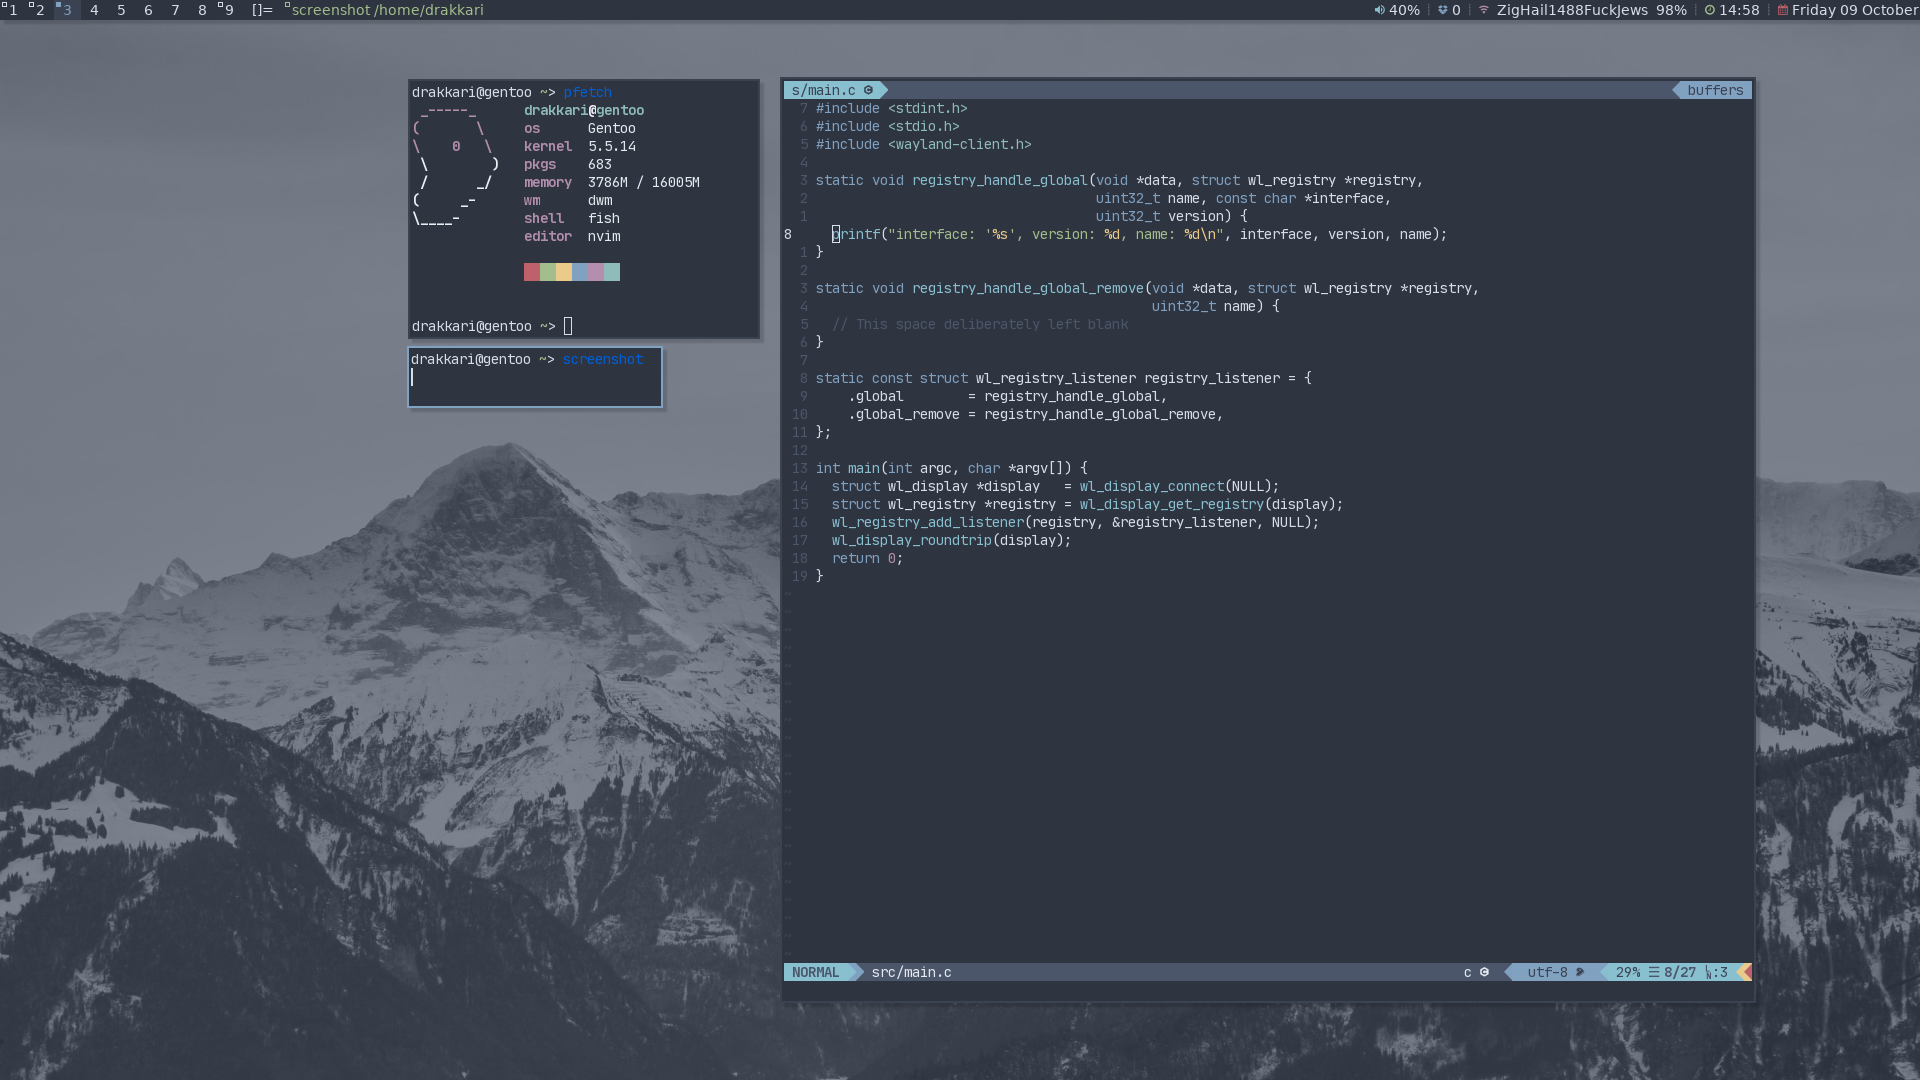 1 2 3 4 5 6 7 8 9 []= screenshot /home/drakkari
40% 0 ZigHail1488FuckJews 98% 14:58 Friday 09 October
drakkari@gentoo ~> pfetch
_-----_ drakkari@gentoo
( \ os Gentoo
\ 0 \ kernel 5.5.14
\ ) pkgs 683
/ _/ memory 3786M / 16005M
( _- wm dwm
\____- shell fish
editor nvim
drakkari@gentoo ~>
drakkari@gentoo ~> screenshot
s/main.c buffers
7 #include <stdint.h>
6 #include <stdio.h>
5 #include <wayland-client.h>
4
3 static void registry_handle_global(void *data, struct wl_registry *registry,
2 uint32_t name, const char *interface,
1 uint32_t version) {
8 printf("interface: '%s', version: %d, name: %d\n", interface, version, name);
1 }
2
3 static void registry_handle_global_remove(void *data, struct wl_registry *registry,
4 uint32_t name) {
5 // This space deliberately left blank
6 }
7
8 static const struct wl_registry_listener registry_listener = {
9 .global = registry_handle_global,
10 .global_remove = registry_handle_global_remove,
11 };
12
13 int main(int argc, char *argv[]) {
14 struct wl_display *display = wl_display_connect(NULL);
15 struct wl_registry *registry = wl_display_get_registry(display);
16 wl_registry_add_listener(registry, &registry_listener, NULL);
17 wl_display_roundtrip(display);
18 return 0;
19 }
NORMAL src/main.c c utf-8 29% ☰ 8/27 :3